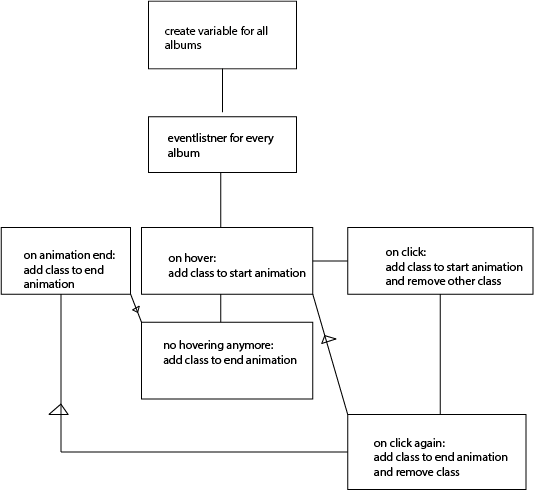 create variable for all
albums
eventlistner for every
album
on animation end:
add class to end
animation
on hover:
add class to start animation
on click:
add class to start animation
and remove other class
no hovering anymore:
add class to end animation
on click again:
add class to end animation
and remove class